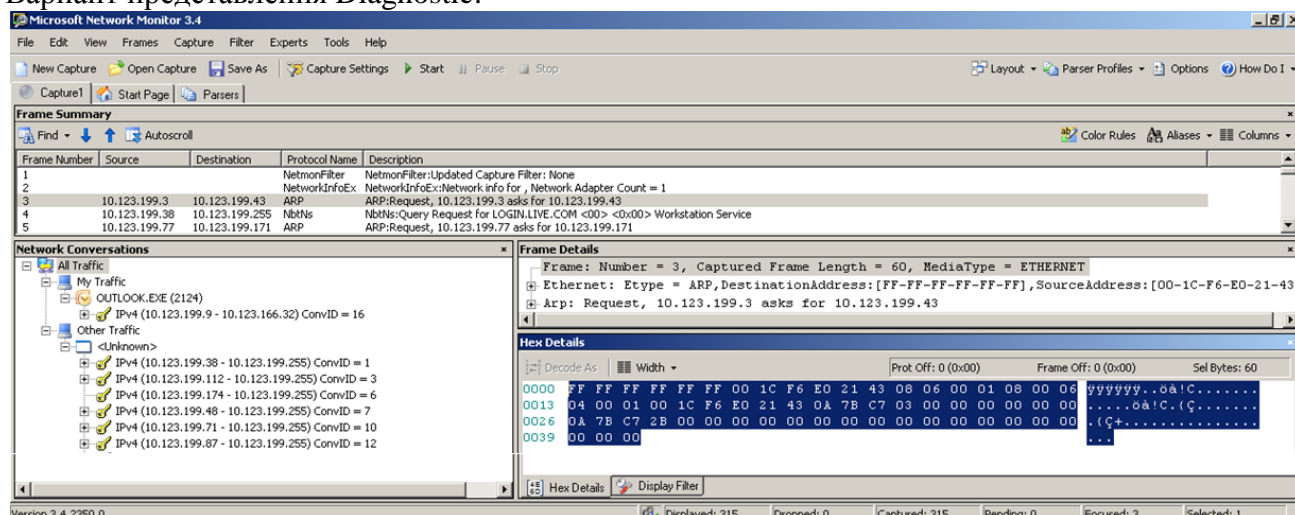 Вариант представления Diagnostic:
Microsoft Network Monitor 3.4
File Edit View Frames Capture Filter Experts Tools Help
New Capture Open Capture Save As Capture Settings Start Pause Stop Layout Parser Profiles Options How Do I
Capture1 Start Page Parsers
Frame Summary
Find Autoscroll Color Rules Aliases Columns
Frame Number Source Destination Protocol Name Description
1 NetmonFilter NetmonFilter:Updated Capture Filter: None
2 NetworkInfoEx NetworkInfoEx:Network info for , Network Adapter Count = 1
3 10.123.199.3 10.123.199.43 ARP ARP:Request, 10.123.199.3 asks for 10.123.199.43
4 10.123.199.38 10.123.199.255 NbtNs NbtNs:Query Request for LOGIN.LIVE.COM <00> <0x00> Workstation Service
5 10.123.199.77 10.123.199.171 ARP ARP:Request, 10.123.199.77 asks for 10.123.199.171
Network Conversations
All Traffic
My Traffic
OUTLOOK.EXE (2124)
IPv4 (10.123.199.9 - 10.123.166.32) ConvID = 16
Other Traffic
<Unknown>
IPv4 (10.123.199.38 - 10.123.199.255) ConvID = 1
IPv4 (10.123.199.112 - 10.123.199.255) ConvID = 3
IPv4 (10.123.199.174 - 10.123.199.255) ConvID = 6
IPv4 (10.123.199.48 - 10.123.199.255) ConvID = 7
IPv4 (10.123.199.71 - 10.123.199.255) ConvID = 10
IPv4 (10.123.199.87 - 10.123.199.255) ConvID = 12
Frame Details
Frame: Number = 3, Captured Frame Length = 60, MediaType = ETHERNET
Ethernet: Etype = ARP,DestinationAddress:[FF-FF-FF-FF-FF-FF],SourceAddress:[00-1C-F6-E0-21-43
Arp: Request, 10.123.199.3 asks for 10.123.199.43
Hex Details
Decode As Width Prot Off: 0 (0x00) Frame Off: 0 (0x00) Sel Bytes: 60
0000 FF FF FF FF FF FF 00 1C F6 E0 21 43 08 06 00 01 08 00 06 ÿÿÿÿÿÿ..öà!C.......
0013 04 00 01 00 1C F6 E0 21 43 0A 7B C7 03 00 00 00 00 00 00 .....öà!C.{Ç.......
0026 0A 7B C7 2B 00 00 00 00 00 00 00 00 00 00 00 00 00 00 00 .{Ç+...............
0039 00 00 00 ...
Hex Details Display Filter
Version 3.4.2350.0 Displayed: 315 Dropped: 0 Captured: 315 Pending: 0 Focused: 3 Selected: 1